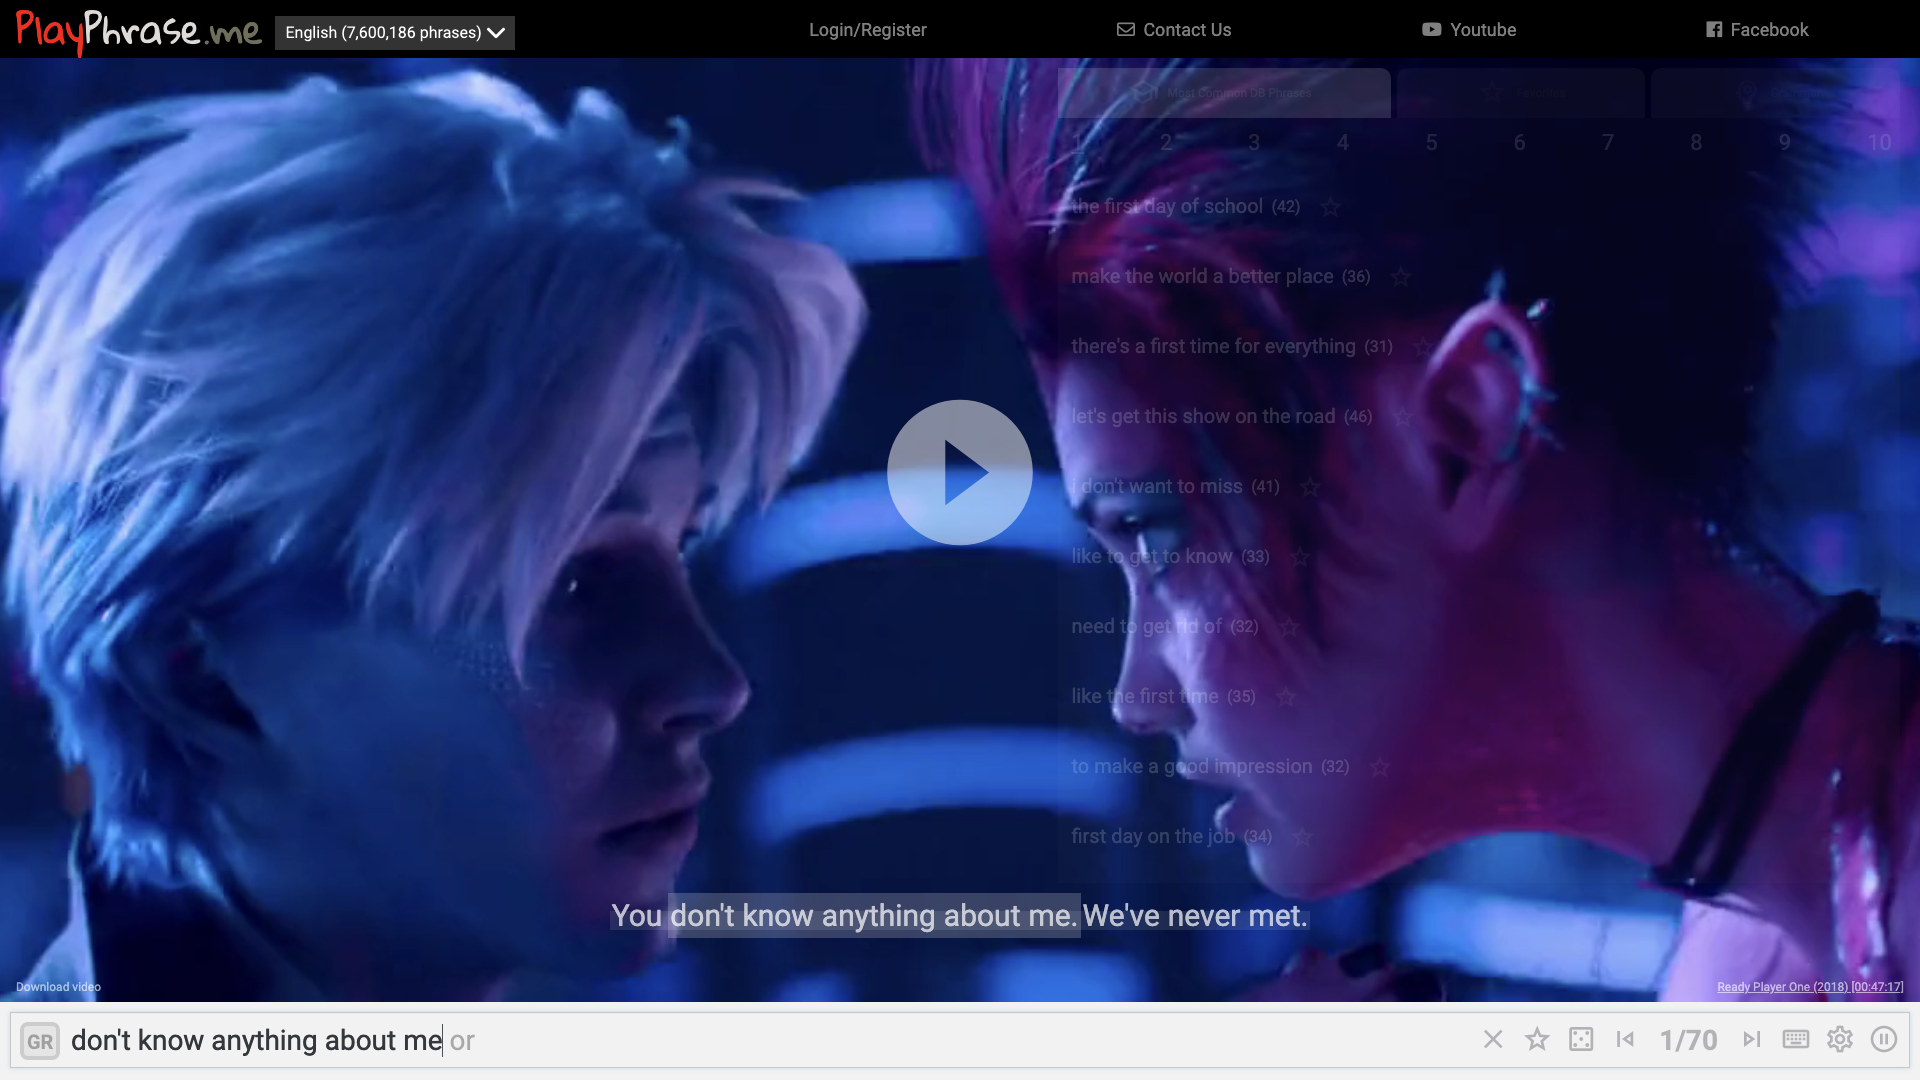 PlayPhrase.me
English (7,600,186 phrases)
Login/Register
Contact Us
Youtube
Facebook
Most Common DB Phrases
Favorites
1 2 3 4 5 6 7 8 9 10
the first day of school (42)
make the world a better place (36)
there's a first time for everything (31)
let's get this show on the road (46)
i don't want to miss (41)
like to get to know (33)
need to get rid of (32)
like the first time (35)
to make a good impression (32)
first day on the job (34)
You don't know anything about me. We've never met.
Download video
Ready Player One (2018) [00:47:17]
GR don't know anything about me or
1/70